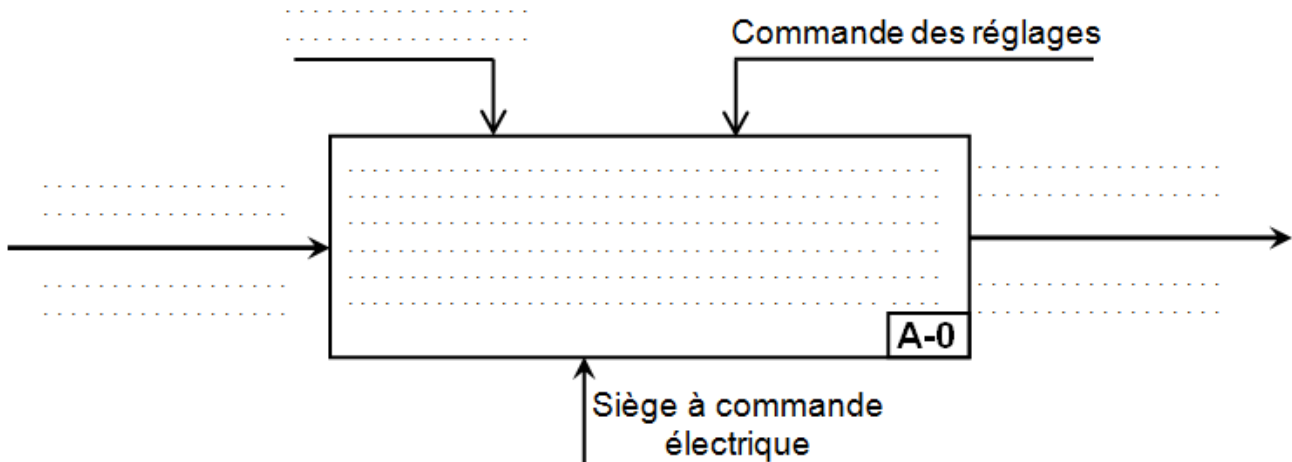 Commande des réglages
A-0
Siège à commande
électrique